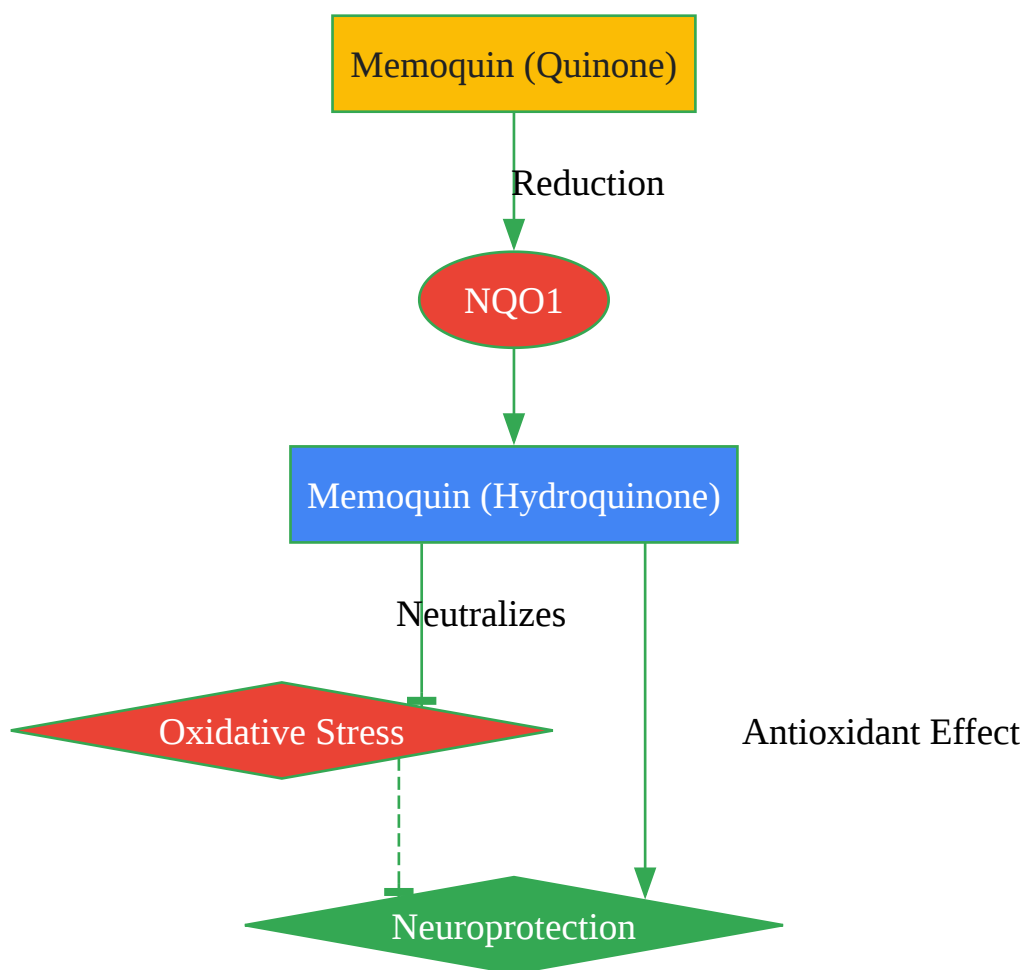 Memoquin (Quinone)
Reduction
NQO1
Memoquin (Hydroquinone)
Neutralizes
Oxidative Stress
Antioxidant Effect
Neuroprotection